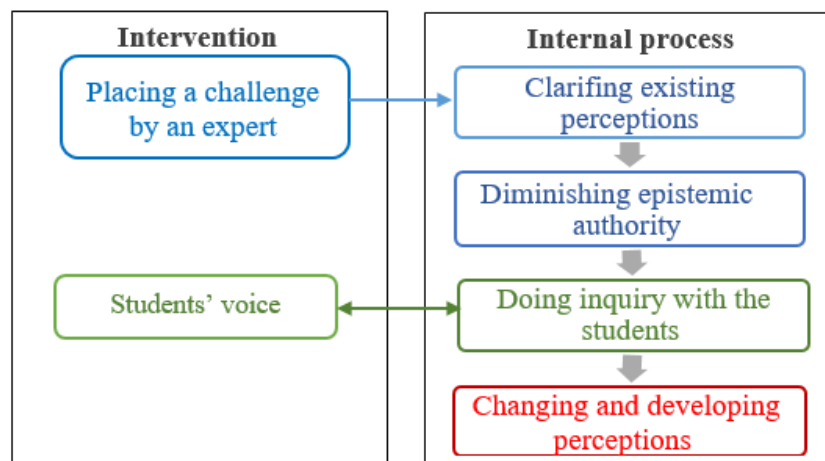 Intervention
Placing a challenge
by an expert
Students’ voice
Internal process
Clarifing existing
perceptions
Diminishing epistemic
authority
Doing inquiry with the
students
Changing and developing
perceptions